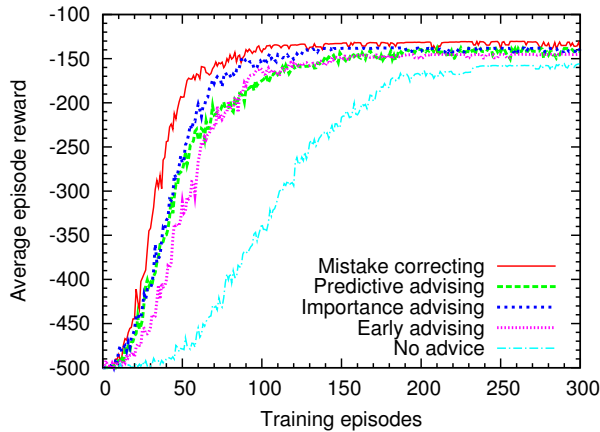 -100
-150
-200
-250
-300
-350
-400
-450
-500
Average episode reward
Mistake correcting
Predictive advising
Importance advising
Early advising
No advice
0 50 100 150 200 250 300
Training episodes